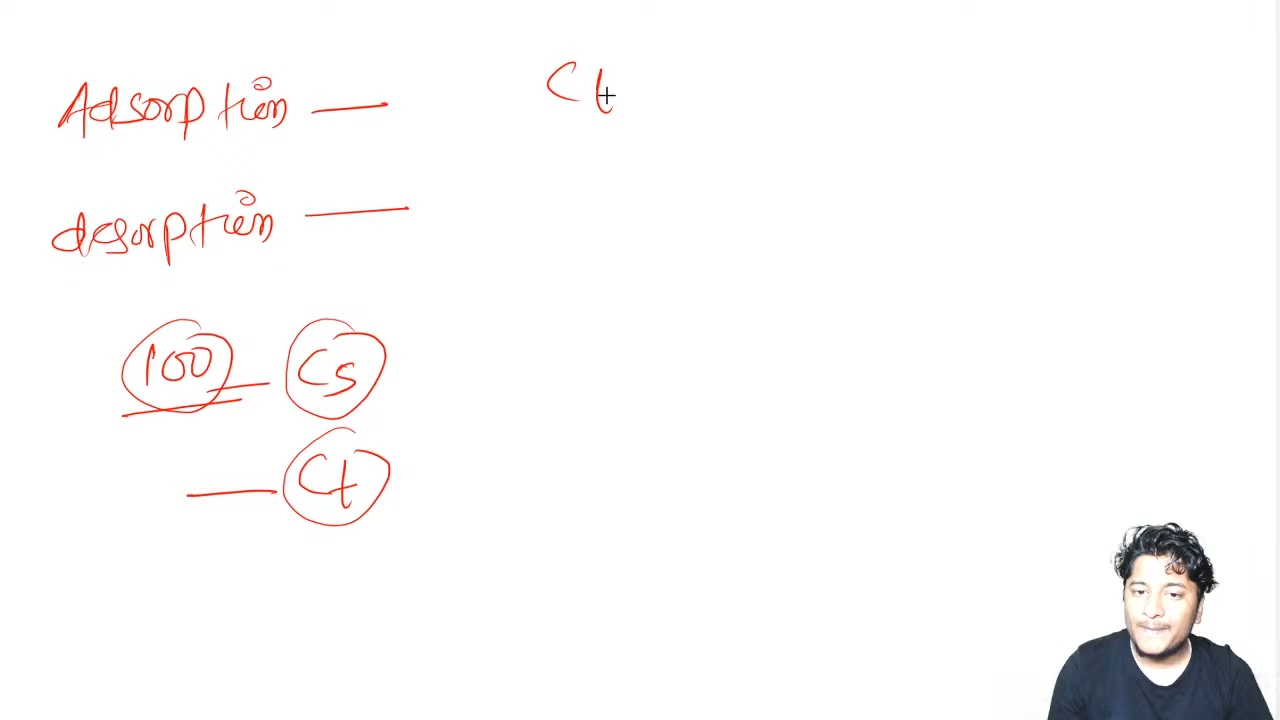 Adsorption —
Ct
desorption —
100 — Cs
— Ct